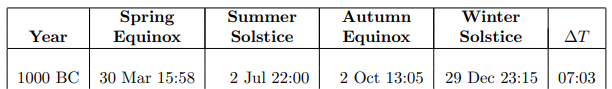 Spring Summer Autumn Winter
Year Equinox Solstice Equinox Solstice ΔT
1000 BC 30 Mar 15:58 2 Jul 22:00 2 Oct 13:05 29 Dec 23:15 07:03